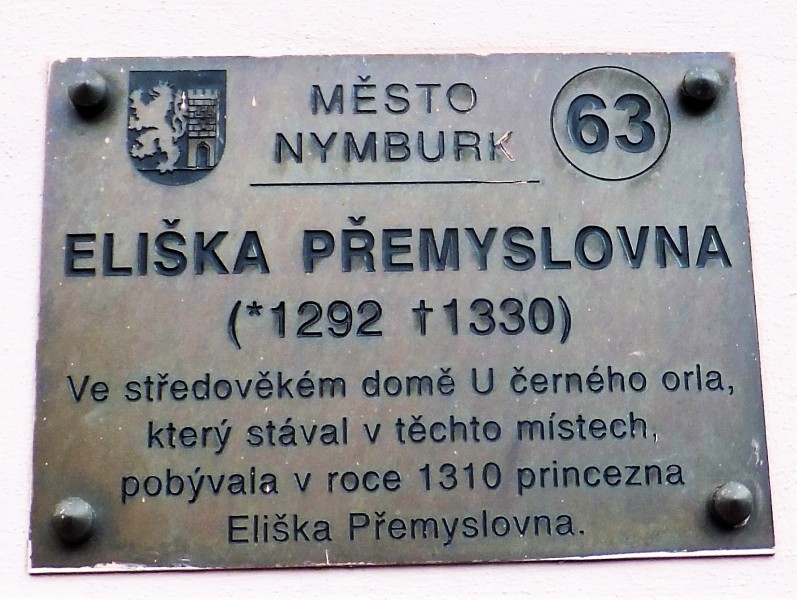 MĚSTO
NYMBURK
63
ELIŠKA PŘEMYSLOVNA
(*1292 †1330)
Ve středověkém domě U černého orla,
který stával v těchto místech,
pobývala v roce 1310 princezna
Eliška Přemyslovna.